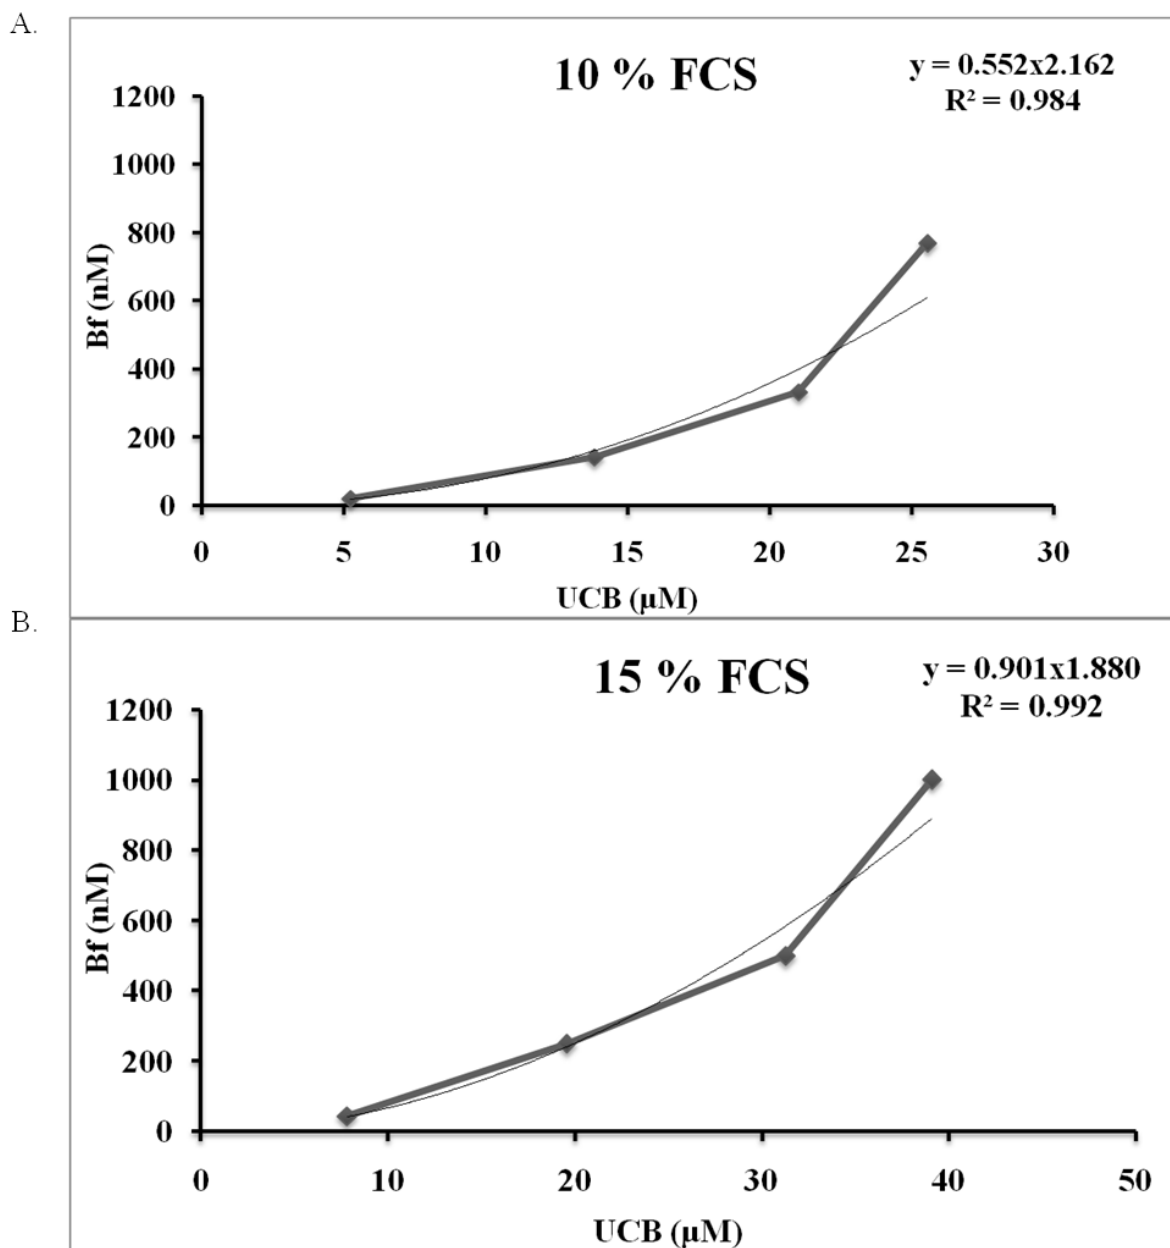 A.
10 % FCS
y = 0.552x2.162
R² = 0.984
1200
1000
800
600
400
200
0
Bf (nM)
0 5 10 15 20 25 30
UCB (µM)
B.
15 % FCS
y = 0.901x1.880
R² = 0.992
1200
1000
800
600
400
200
0
Bf (nM)
0 10 20 30 40 50
UCB (µM)